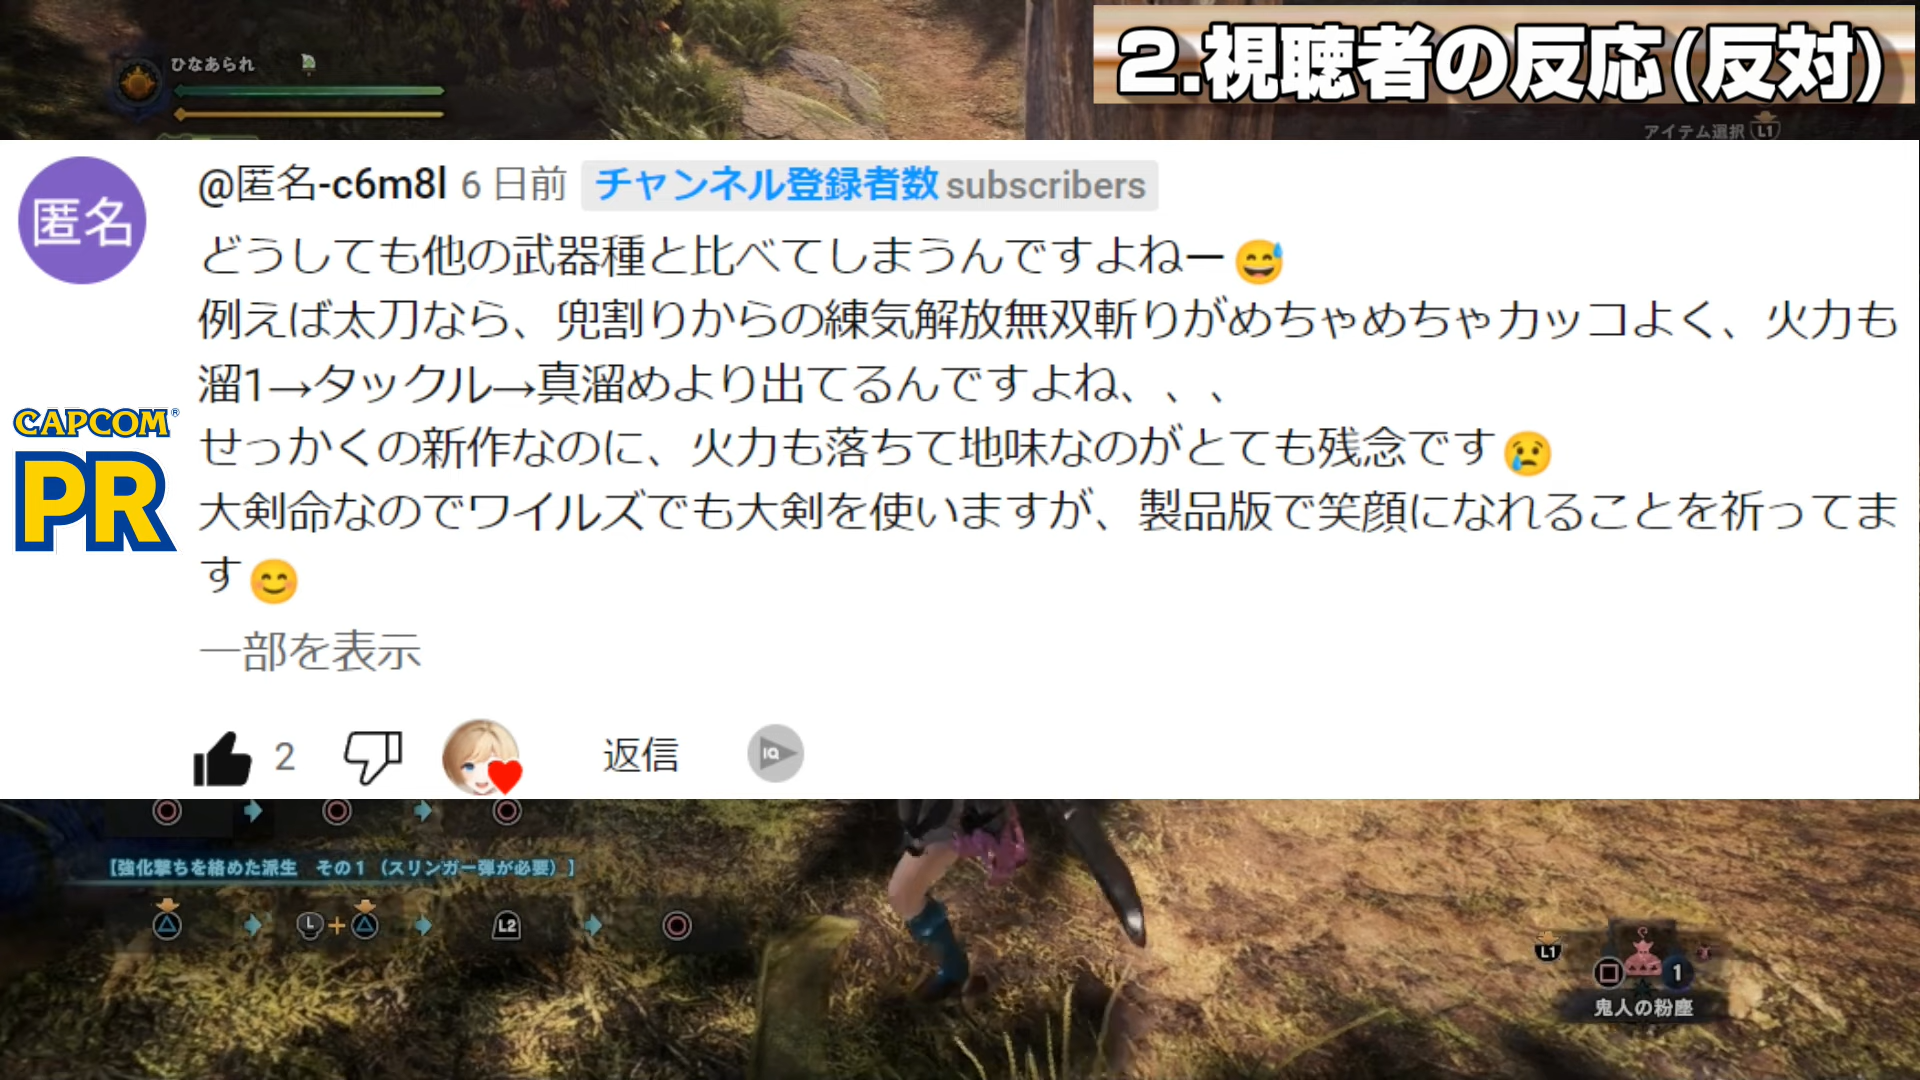 ひなあられ
2.視聴者の反応(反対)
アイテム選択 L1
匿名
@匿名-c6m8l 6 日前 チャンネル登録者数 subscribers
どうしても他の武器種と比べてしまうんですよねー😅
例えば太刀なら、兜割りからの練気解放無双斬りがめちゃめちゃカッコよく、火力も
溜1→タックル→真溜めより出てるんですよね、、、
せっかくの新作なのに、火力も落ちて地味なのがとても残念です😢
大剣命なのでワイルズでも大剣を使いますが、製品版で笑顔になれることを祈ってま
す😊
一部を表示
CAPCOM®
PR
2
返信
IQ
【強化撃ちを絡めた派生 その1（スリンガー弾が必要）】
L + L2
L1
1
鬼人の粉塵